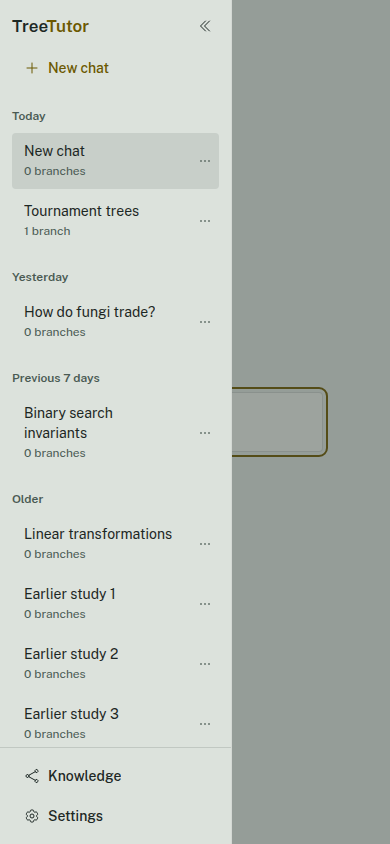 TreeTutor
New chat
Today
New chat
0 branches
Tournament trees
1 branch
Yesterday
How do fungi trade?
0 branches
Previous 7 days
Binary search
invariants
0 branches
Older
Linear transformations
0 branches
Earlier study 1
0 branches
Earlier study 2
0 branches
Earlier study 3
0 branches
Knowledge
Settings